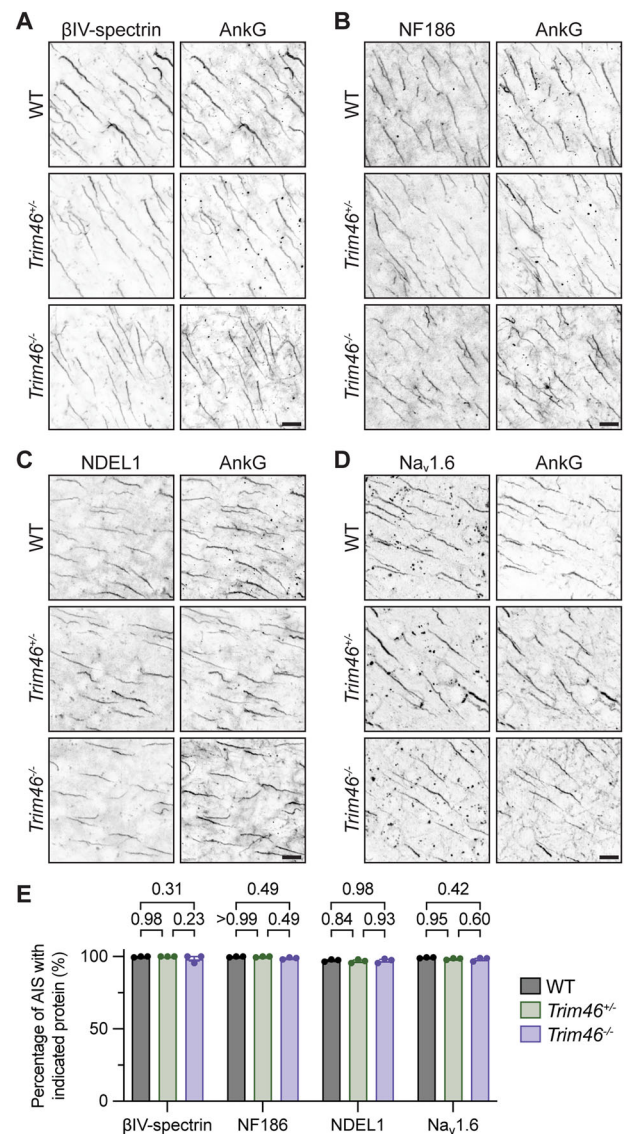 A
βIV-spectrin AnkG
WT
Trim46+/-
Trim46-/-
B
NF186 AnkG
C
NDEL1 AnkG
WT
Trim46+/-
Trim46-/-
D
Nav1.6 AnkG
WT
Trim46+/-
Trim46-/-
E
0.31 0.49 0.98 0.42
0.98 0.23 >0.99 0.49 0.84 0.93 0.95 0.60
Percentage of AIS with
indicated protein (%)
100
50
0
βIV-spectrin NF186 NDEL1 Nav1.6
WT
Trim46+/-
Trim46-/-